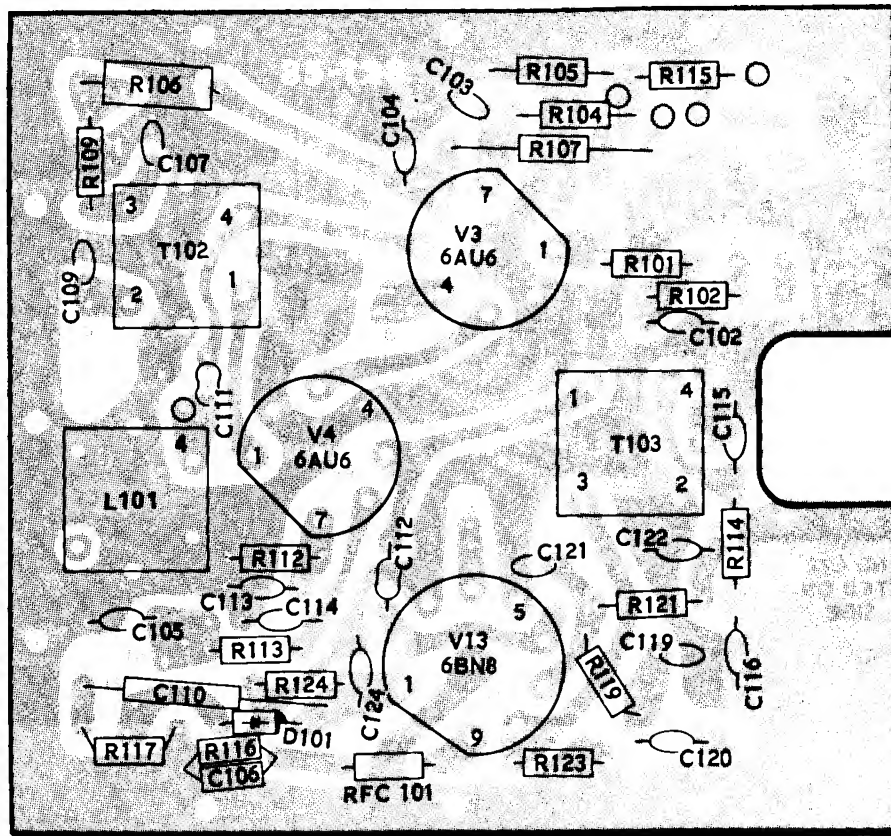 R106
C103
R105
R115
C104
R104
R109
C107
R107
3
4
7
T102
V3
6AU6
1
C109
2
1
4
R101
R102
C102
C111
4
V4
6AU6
1
7
1
4
T103
3
2
C115
4
L101
R112
C112
C121
C122
R114
C113
C114
C105
5
V13
6BN8
1
9
R121
C119
C116
R113
R124
C124
R119
C110
D101
R117
R116
C106
RFC 101
R123
C120